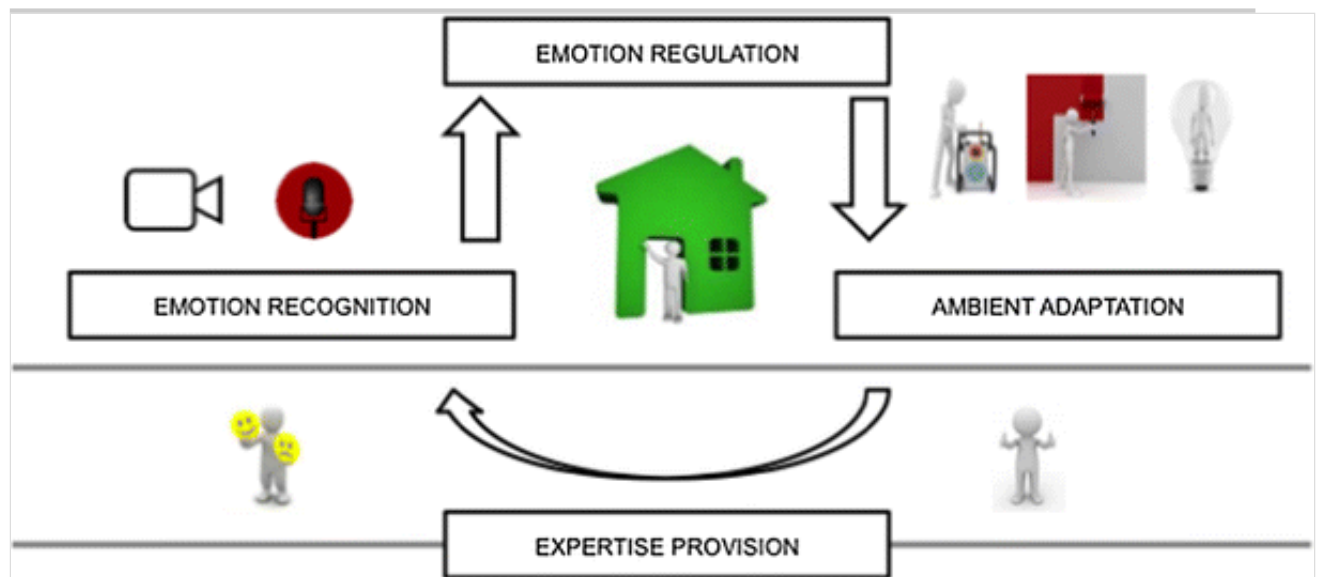 EMOTION REGULATION
EMOTION RECOGNITION
AMBIENT ADAPTATION
EXPERTISE PROVISION